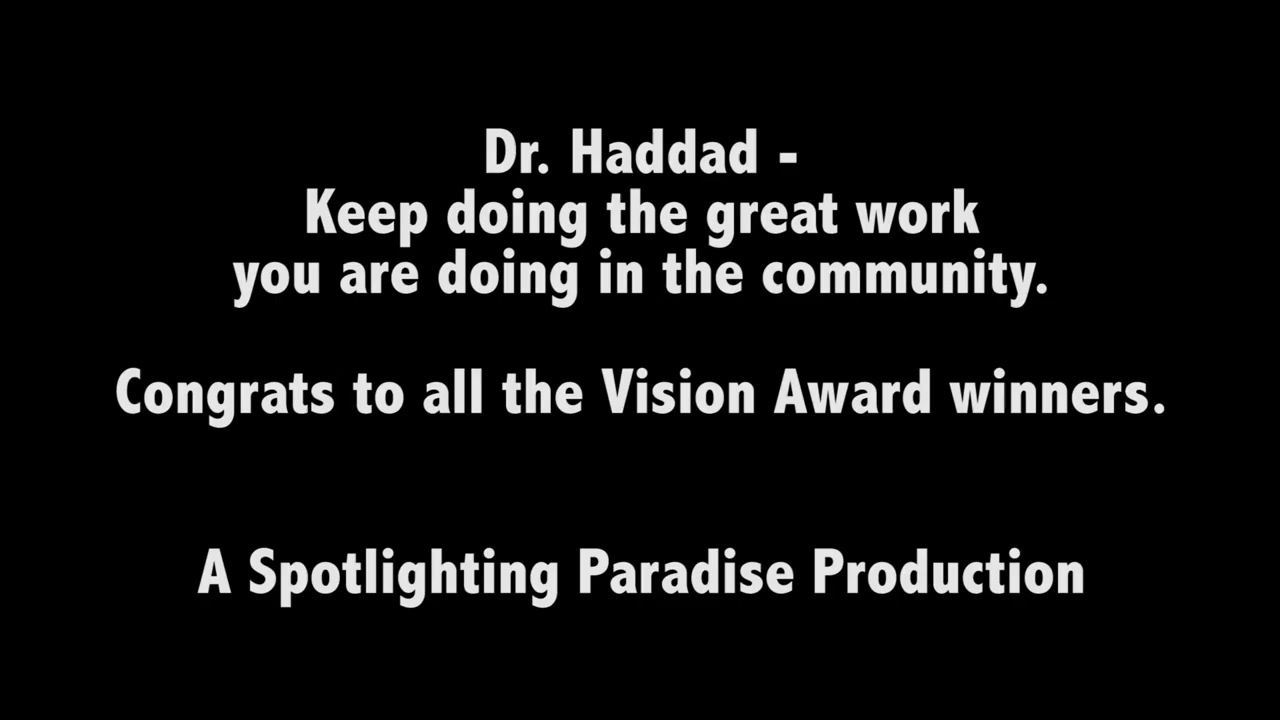 Dr. Haddad -
Keep doing the great work
you are doing in the community.
Congrats to all the Vision Award winners.
A Spotlighting Paradise Production